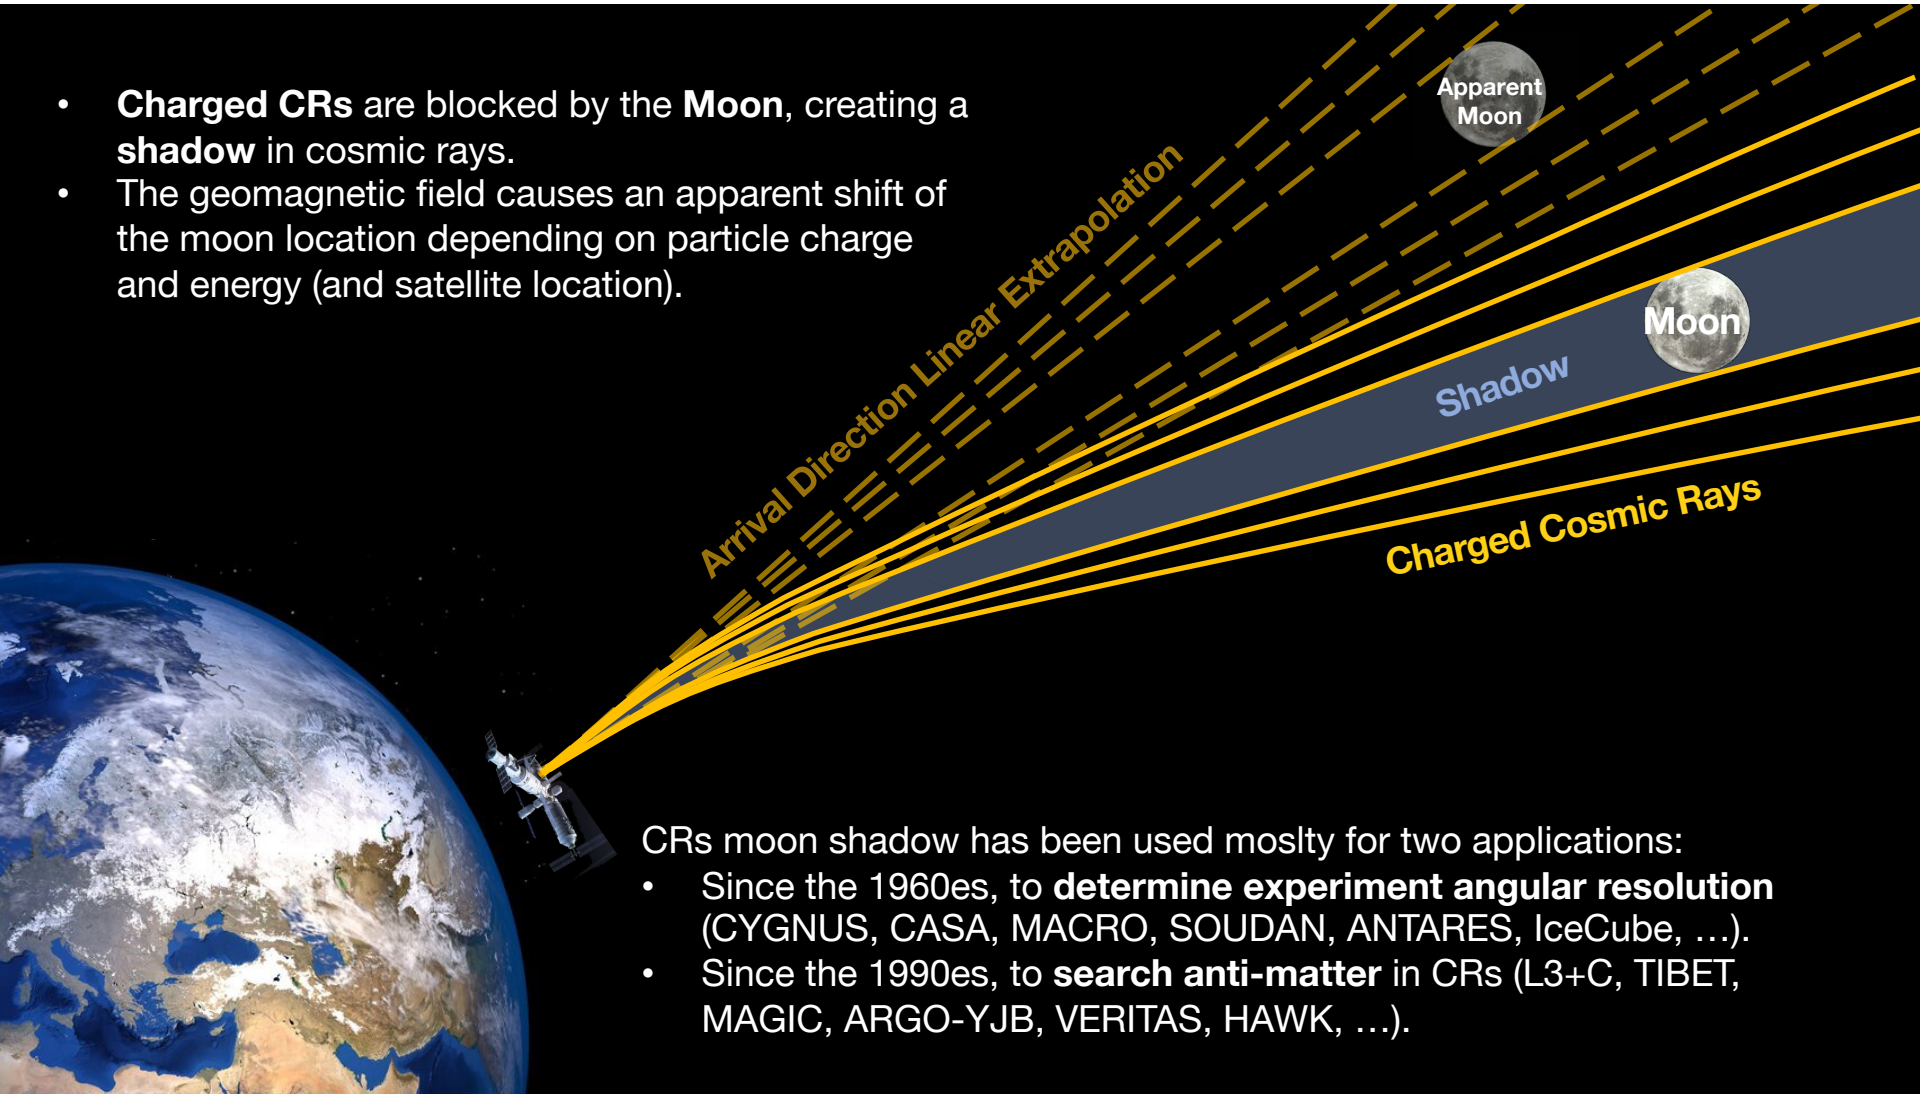 • Charged CRs are blocked by the Moon, creating a
shadow in cosmic rays.
• The geomagnetic field causes an apparent shift of
the moon location depending on particle charge
and energy (and satellite location).
Apparent
Moon
Arrival Direction Linear Extrapolation
Moon
Shadow
Charged Cosmic Rays
CRs moon shadow has been used moslty for two applications:
• Since the 1960es, to determine experiment angular resolution
(CYGNUS, CASA, MACRO, SOUDAN, ANTARES, IceCube, …).
• Since the 1990es, to search anti-matter in CRs (L3+C, TIBET,
MAGIC, ARGO-YJB, VERITAS, HAWK, …).